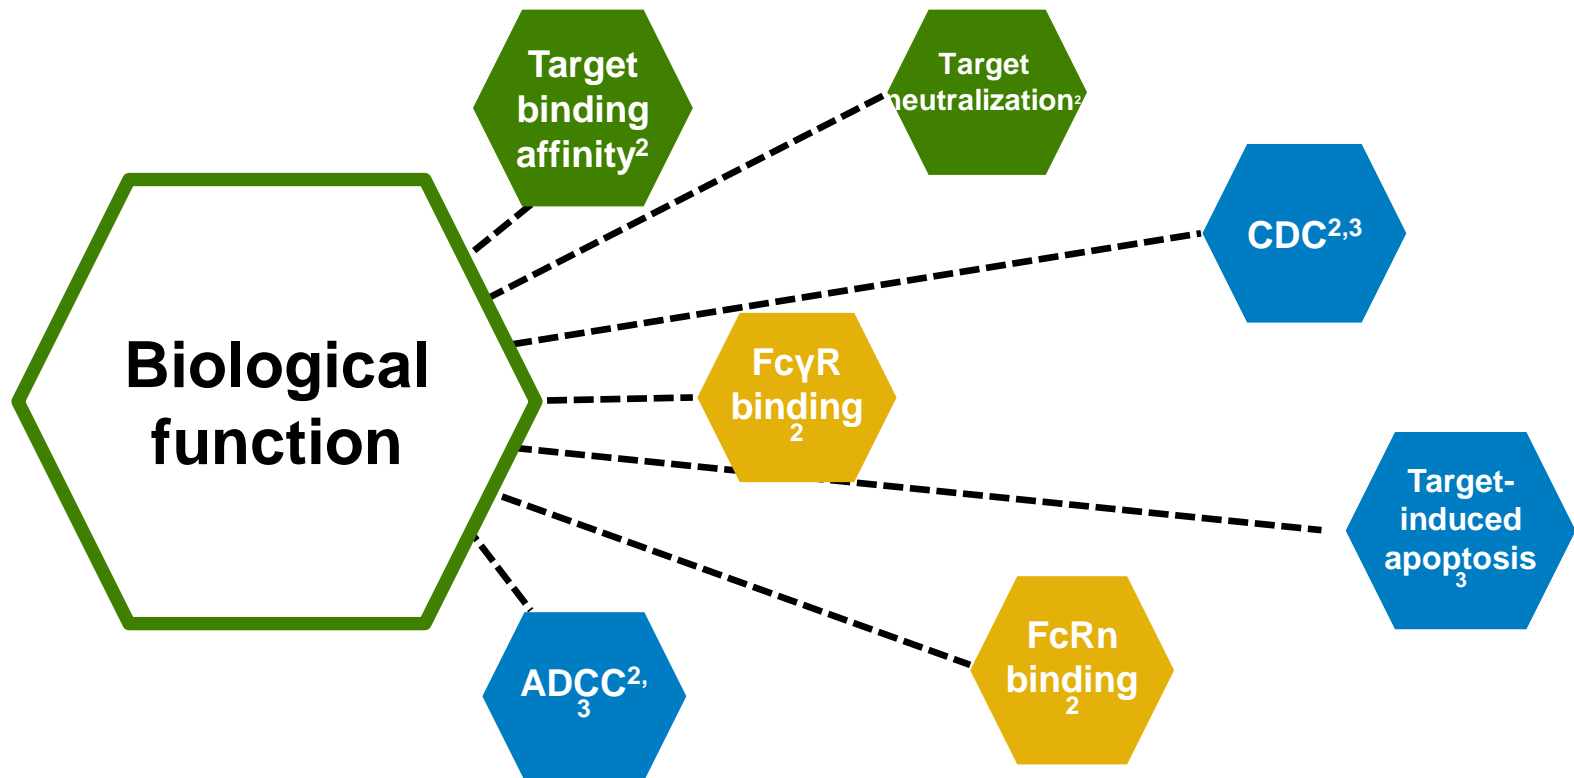 Target
binding
affinity²
Target
neutralization²
CDC²,³
Biological
function
FcγR
binding
2
Target-
induced
apoptosis
3
FcRn
binding
2
ADCC²,
3